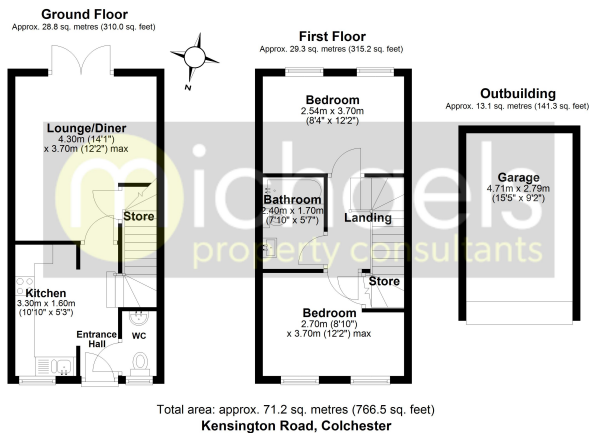 Ground Floor
Approx. 28.8 sq. metres (310.0 sq. feet)
Lounge/Diner
4.30m (14'1")
x 3.70m (12'2") max
Store
Kitchen
3.30m x 1.60m
(10'10" x 5'3")
Entrance
Hall
WC
N
First Floor
Approx. 29.3 sq. metres (315.2 sq. feet)
Bedroom
2.54m x 3.70m
(8'4" x 12'2")
Bathroom
2.40m x 1.70m
(7'10" x 5'7")
Landing
Store
Bedroom
2.70m (8'10")
x 3.70m (12'2") max
Outbuilding
Approx. 13.1 sq. metres (141.3 sq. feet)
Garage
4.71m x 2.79m
(15'5" x 9'2")
michaels
property consultants
Total area: approx. 71.2 sq. metres (766.5 sq. feet)
Kensington Road, Colchester